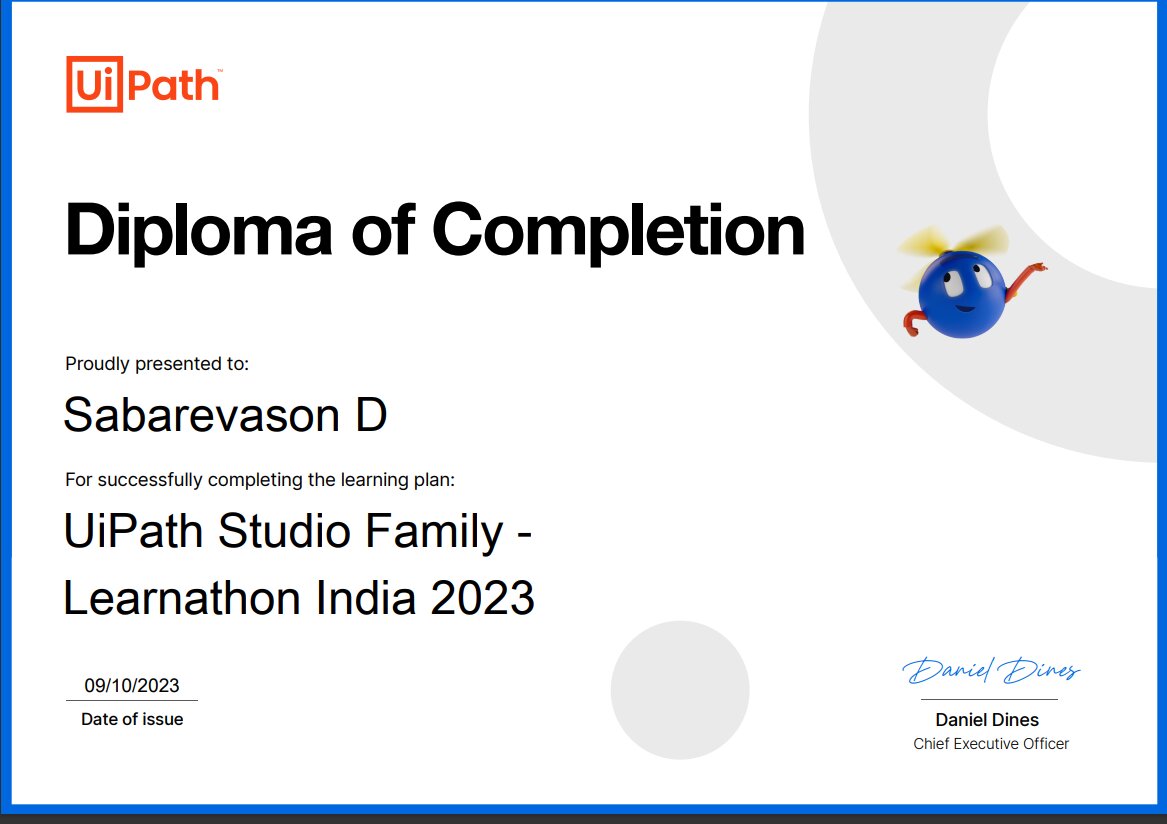 UiPath™
Diploma of Completion
Proudly presented to:
Sabarevason D
For successfully completing the learning plan:
UiPath Studio Family -
Learnathon India 2023
09/10/2023
Date of issue
Daniel Dines
Daniel Dines
Chief Executive Officer